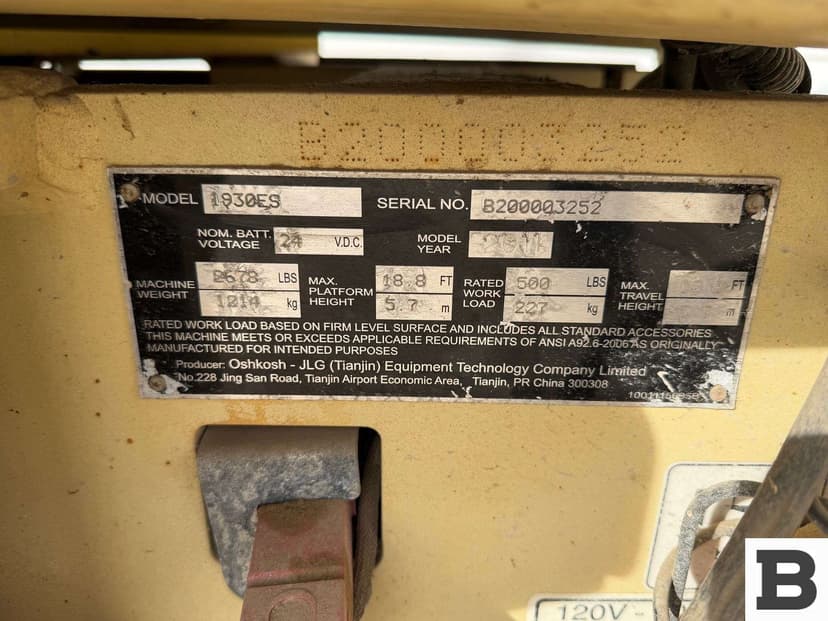 B200003252
MODEL 1930ES SERIAL NO. B200003252
NOM. BATT. VOLTAGE 24 V.D.C. MODEL YEAR
MACHINE WEIGHT LBS MAX. PLATFORM HEIGHT 18.8 FT RATED WORK LOAD 500 LBS MAX. TRAVEL HEIGHT FT
1214 kg 5.7 m 227 kg m
RATED WORK LOAD BASED ON FIRM LEVEL SURFACE AND INCLUDES ALL STANDARD ACCESSORIES
THIS MACHINE MEETS OR EXCEEDS APPLICABLE REQUIREMENTS OF ANSI A92.6-2006 AS ORIGINALLY
MANUFACTURED FOR INTENDED PURPOSES
Producer: Oshkosh - JLG (Tianjin) Equipment Technology Company Limited
No.228 Jing San Road, Tianjin Airport Economic Area, Tianjin, PR China 300308
120V~
B